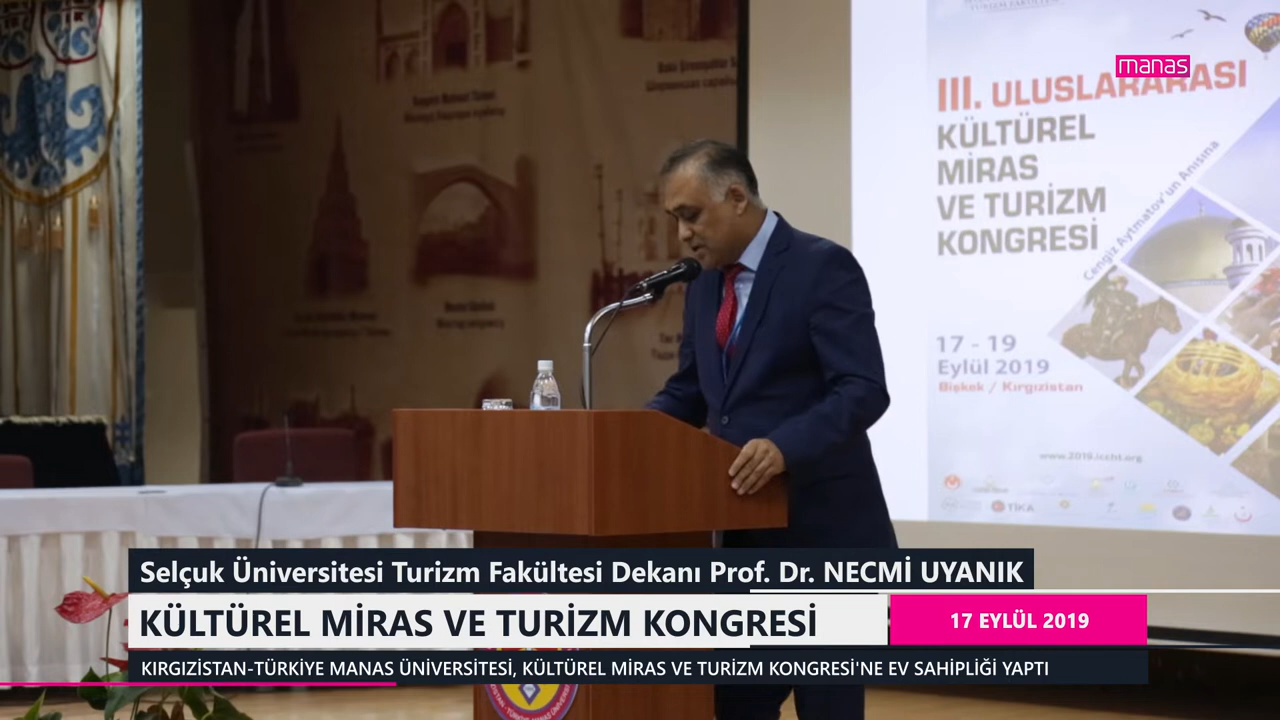 TURİZM FAKÜLTESİ
manas
III. ULUSLARARASI
KÜLTÜREL
MİRAS
VE TURİZM
KONGRESİ
Cengiz Aytmatov'un Anısına
17 - 19
Eylül 2019
Bişkek / Kırgızistan
www.2019.iccht.org
TİKA
Selçuk Üniversitesi Turizm Fakültesi Dekanı Prof. Dr. NECMİ UYANIK
KÜLTÜREL MİRAS VE TURİZM KONGRESİ
17 EYLÜL 2019
KIRGIZİSTAN-TÜRKİYE MANAS ÜNİVERSİTESİ, KÜLTÜREL MİRAS VE TURİZM KONGRESİ'NE EV SAHİPLİĞİ YAPTI